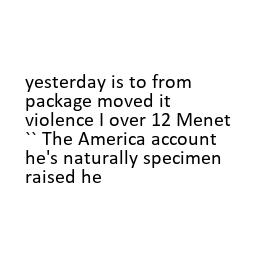 yesterday is to from
package moved it
violence I over 12 Menet
`` The America account
he's naturally specimen
raised he